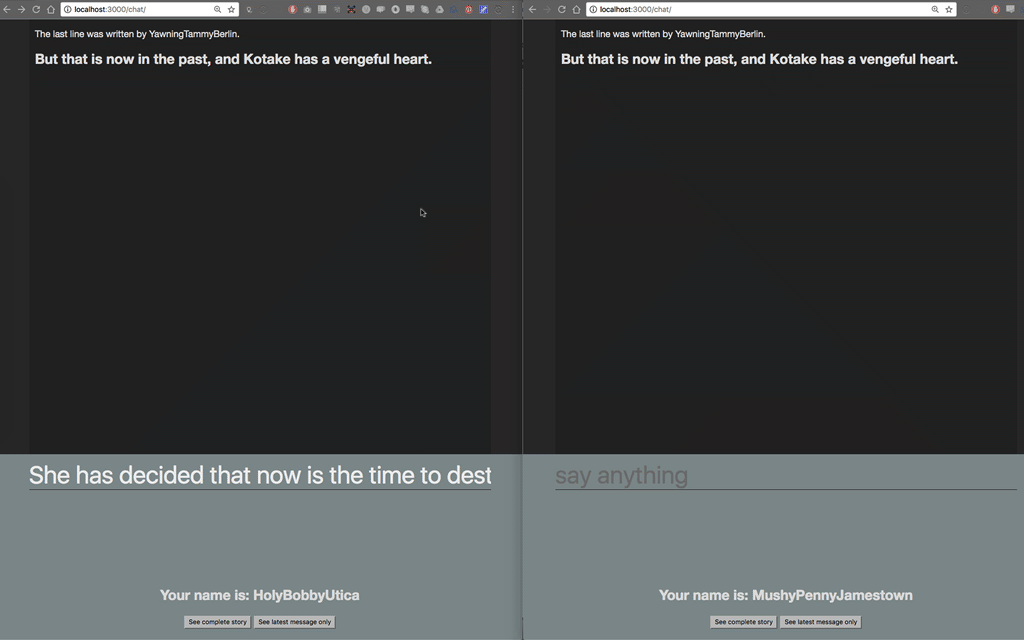 localhost:3000/chat/
The last line was written by YawningTammyBerlin.
But that is now in the past, and Kotake has a vengeful heart.
She has decided that now is the time to dest
Your name is: HolyBobbyUtica
See complete story
See latest message only
localhost:3000/chat/
The last line was written by YawningTammyBerlin.
But that is now in the past, and Kotake has a vengeful heart.
say anything
Your name is: MushyPennyJamestown
See complete story
See latest message only